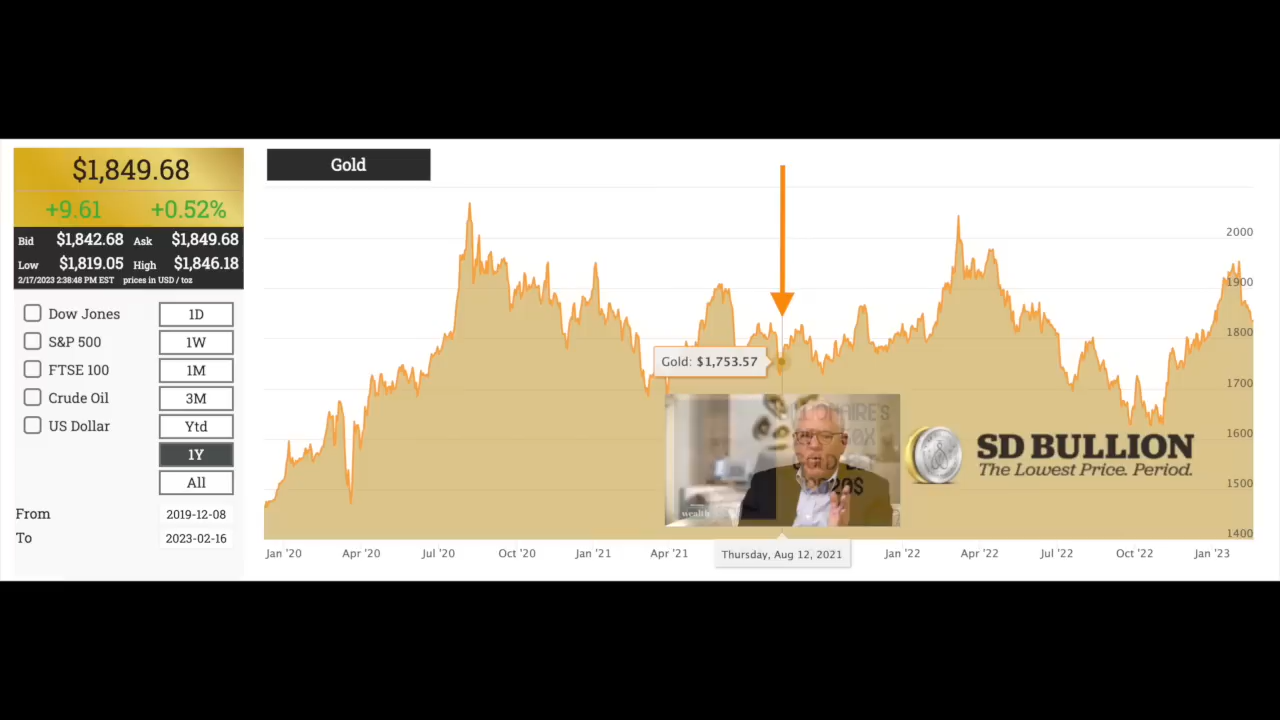 $1,849.68
+9.61 +0.52%
Bid $1,842.68 Ask $1,849.68
Low $1,819.05 High $1,846.18
2/17/2023 2:38:48 PM EST prices in USD / toz
Dow Jones 1D
S&P 500 1W
FTSE 100 1M
Crude Oil 3M
US Dollar Ytd
1Y
All
From 2019-12-08
To 2023-02-16
Gold
2000
1900
1800
1700
1600
1500
1400
Gold: $1,753.57
wealth
SD BULLION
The Lowest Price. Period.
Jan '20 Apr '20 Jul '20 Oct '20 Jan '21 Apr '21 Thursday, Aug 12, 2021 Jan '22 Apr '22 Jul '22 Oct '22 Jan '23